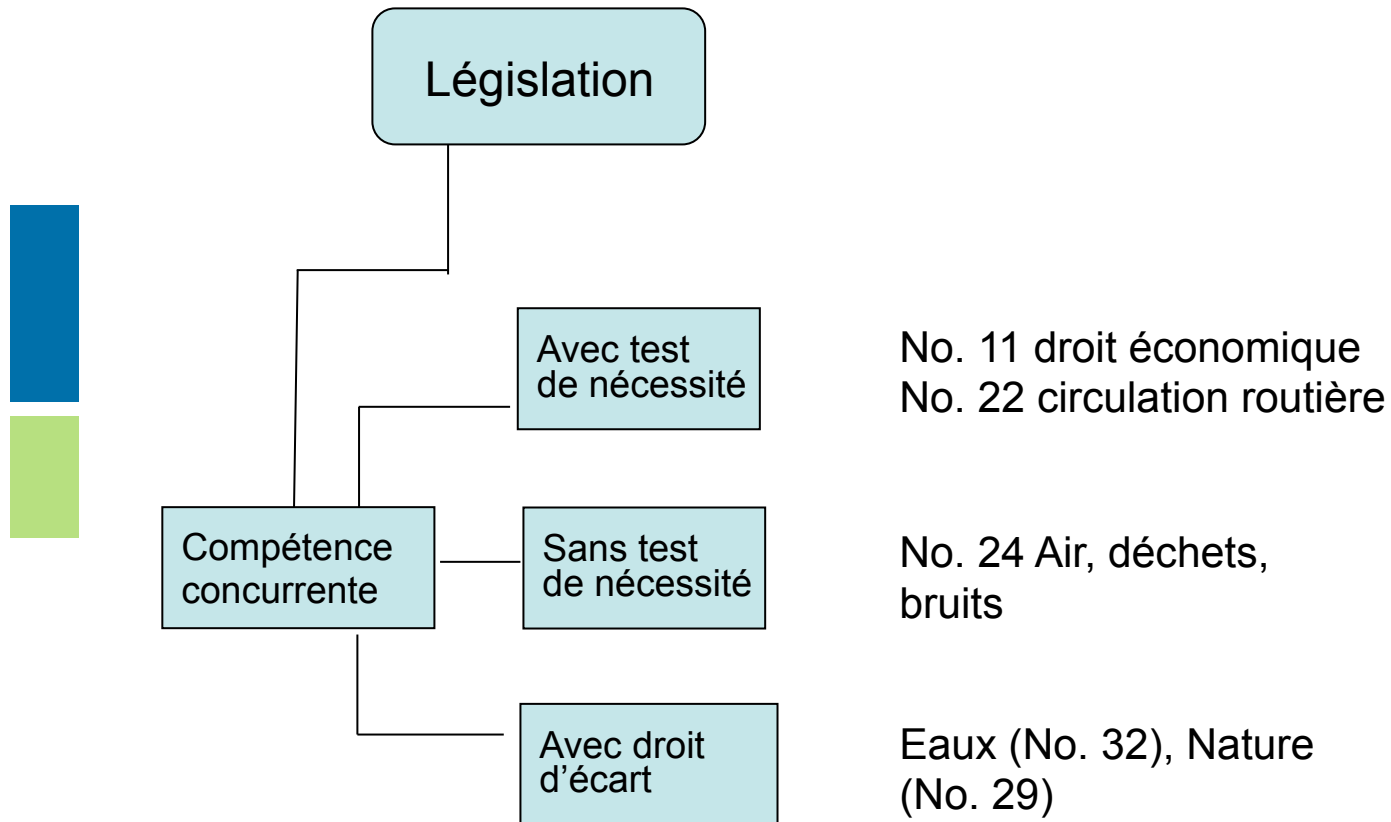 Législation
Avec test
de nécessité
No. 11 droit économique
No. 22 circulation routière
Compétence
concurrente
Sans test
de nécessité
No. 24 Air, déchets,
bruits
Avec droit
d’écart
Eaux (No. 32), Nature
(No. 29)